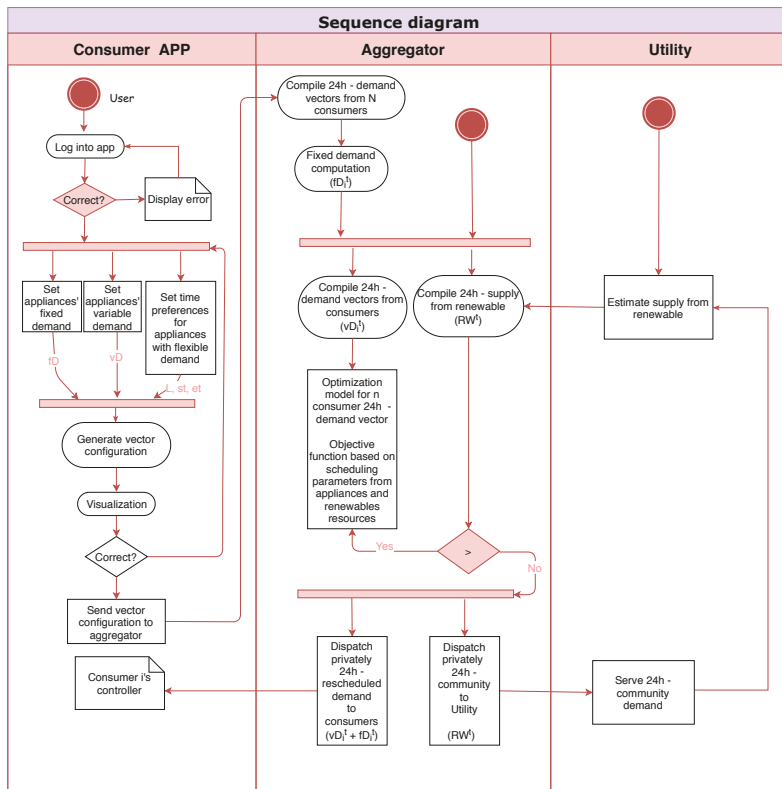 Sequence diagram
Consumer APP
Aggregator
Utility
User
Log into app
Correct?
Display error
Set
appliances'
fixed
demand
Set
appliances'
variable
demand
Set time
preferences
for
appliances
with flexible
demand
fD
vD
L, st, et
Generate vector
configuration
Visualization
Correct?
Send vector
configuration to
aggregator
Consumer i's
controller
Compile 24h - demand
vectors from N
consumers
Fixed demand
computation
(fDᵢᵗ)
Compile 24h -
demand vectors from
consumers
(vDᵢᵗ)
Compile 24h - supply
from renewable
(RWᵗ)
Optimization
model for n
consumer 24h -
demand vector
Objective
function based on
scheduling
parameters from
appliances and
renewables
resources
Yes
>
No
Dispatch
privately
24h -
rescheduled
demand
to
consumers
(vDᵢᵗ + fDᵢᵗ)
Dispatch
privately
24h -
community
to
Utility
(RWᵗ)
Estimate supply from
renewable
Serve 24h -
community
demand